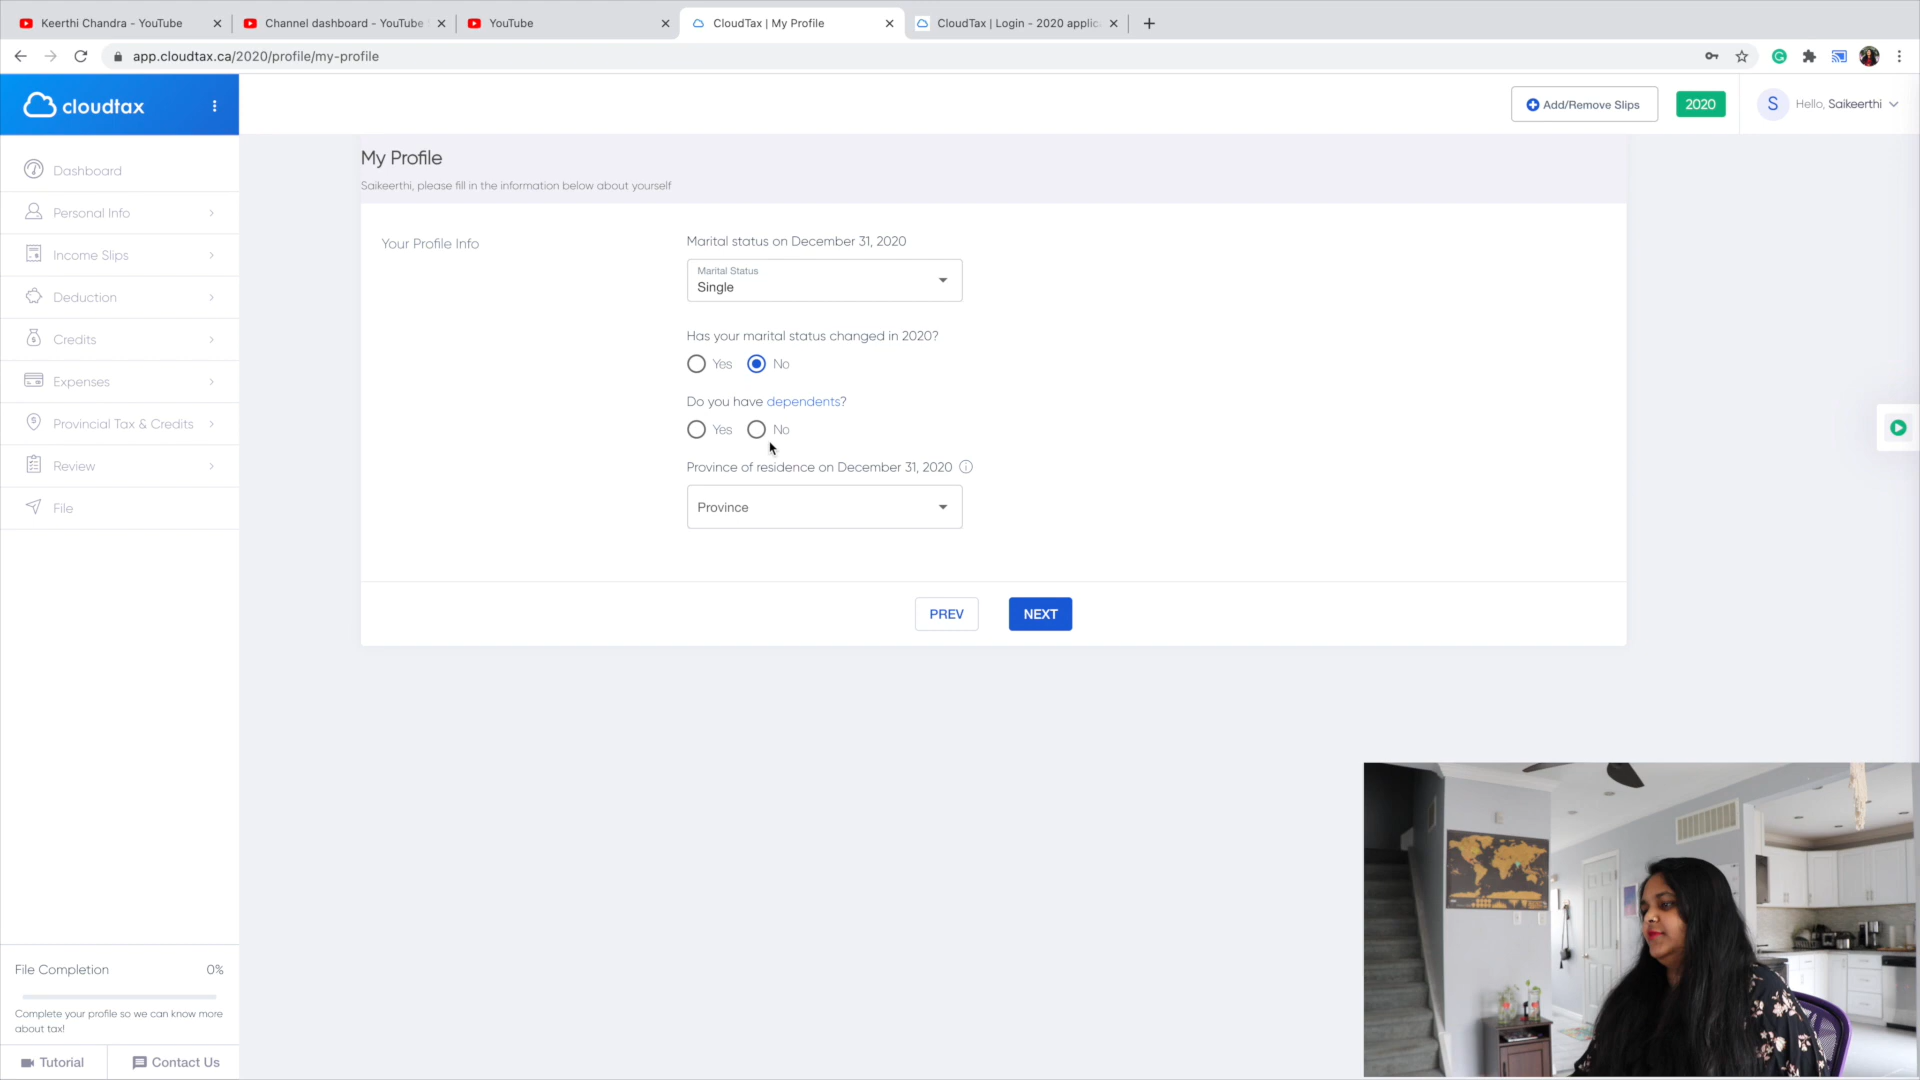 Keerthi Chandra - YouTube
Channel dashboard - YouTube
YouTube
CloudTax | My Profile
CloudTax | Login - 2020 applic
app.cloudtax.ca/2020/profile/my-profile
cloudtax
Add/Remove Slips
2020
S
Hello, Saikeerthi
Dashboard
Personal Info
Income Slips
Deduction
Credits
Expenses
Provincial Tax & Credits
Review
File
My Profile
Saikeerthi, please fill in the information below about yourself
Your Profile Info
Marital status on December 31, 2020
Marital Status
Single
Has your marital status changed in 2020?
Yes No
Do you have dependents?
Yes No
Province of residence on December 31, 2020
Province
PREV
NEXT
File Completion 0%
Complete your profile so we can know more
about tax!
Tutorial
Contact Us